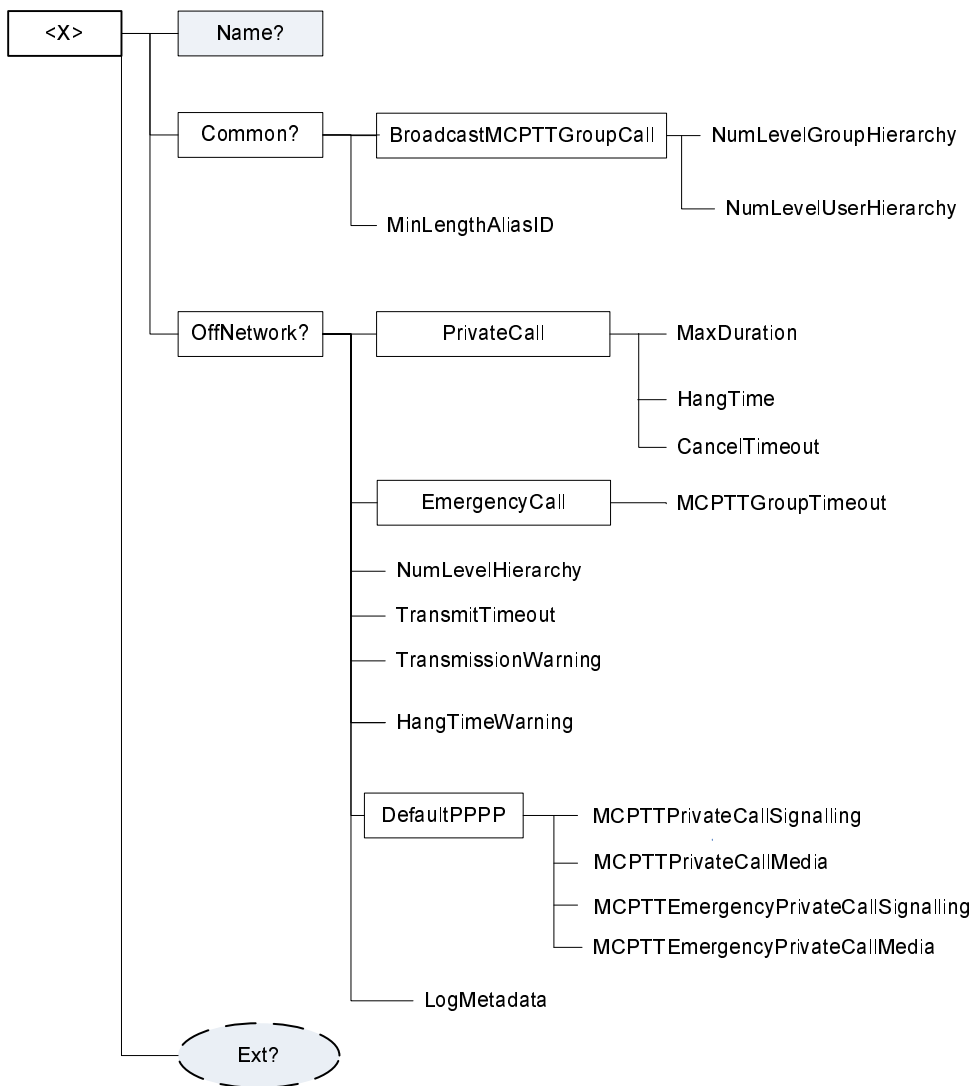 <X>
Name?
Common?
BroadcastMCPTTGroupCall
NumLevelGroupHierarchy
NumLevelUserHierarchy
MinLengthAliasID
OffNetwork?
PrivateCall
MaxDuration
HangTime
CancelTimeout
EmergencyCall
MCPTTGroupTimeout
NumLevelHierarchy
TransmitTimeout
TransmissionWarning
HangTimeWarning
DefaultPPPP
MCPTTPrivateCallSignalling
MCPTTPrivateCallMedia
MCPTTEmergencyPrivateCallSignalling
MCPTTEmergencyPrivateCallMedia
LogMetadata
Ext?